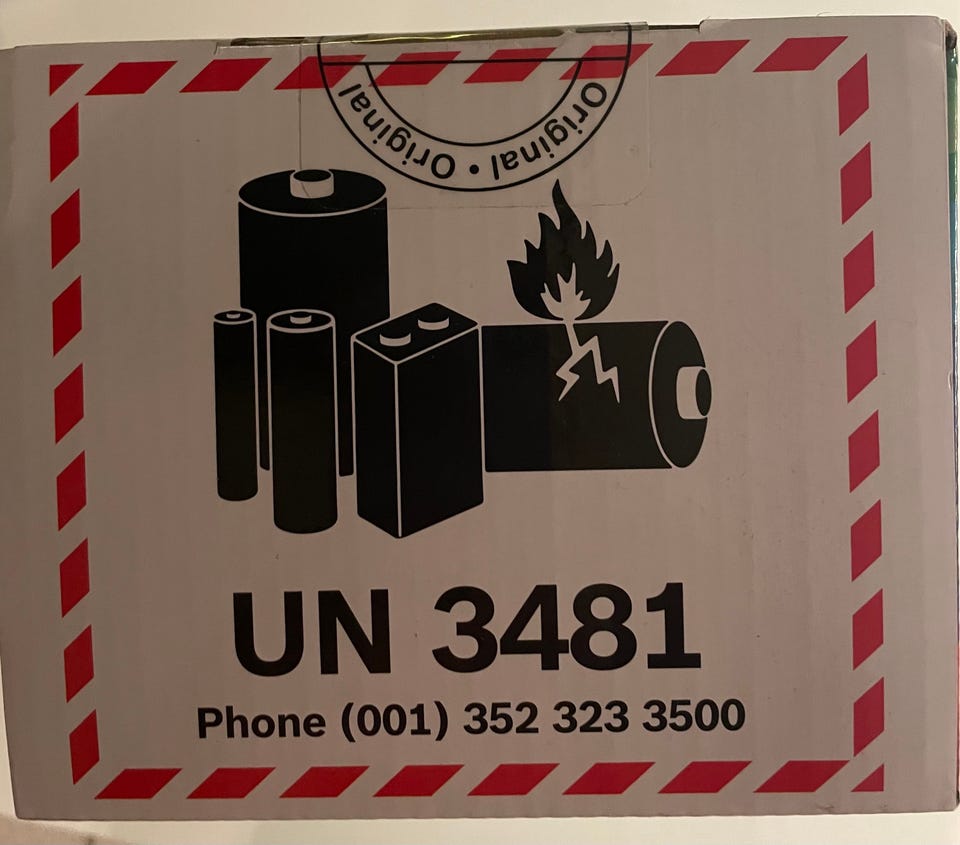 Original • Original
UN 3481
Phone (001) 352 323 3500